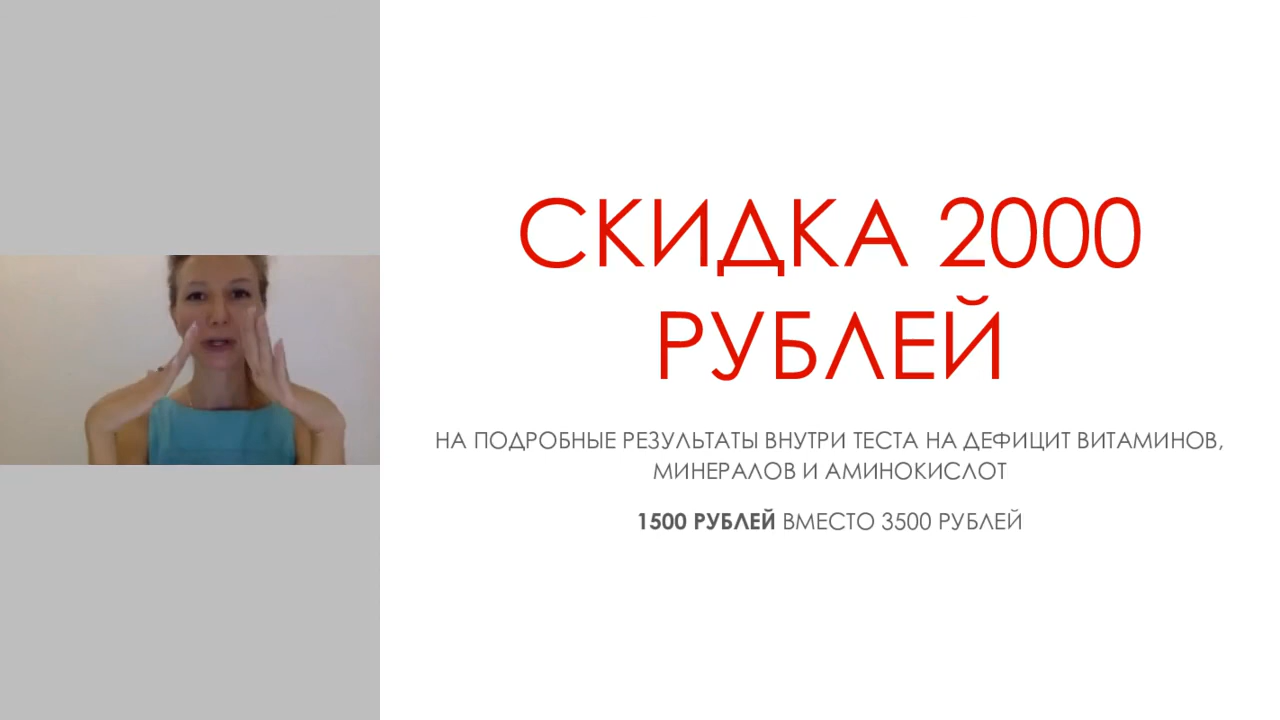 СКИДКА 2000
РУБЛЕЙ
НА ПОДРОБНЫЕ РЕЗУЛЬТАТЫ ВНУТРИ ТЕСТА НА ДЕФИЦИТ ВИТАМИНОВ,
МИНЕРАЛОВ И АМИНОКИСЛОТ
1500 РУБЛЕЙ ВМЕСТО 3500 РУБЛЕЙ